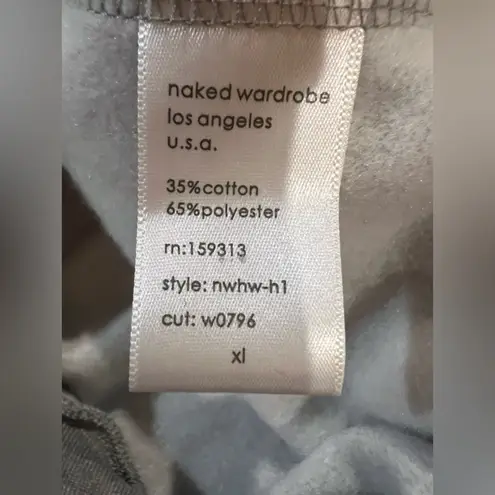 naked wardrobe
los angeles
u.s.a.
35%cotton
65%polyester
rn:159313
style: nwhw-h1
cut: w0796
xl